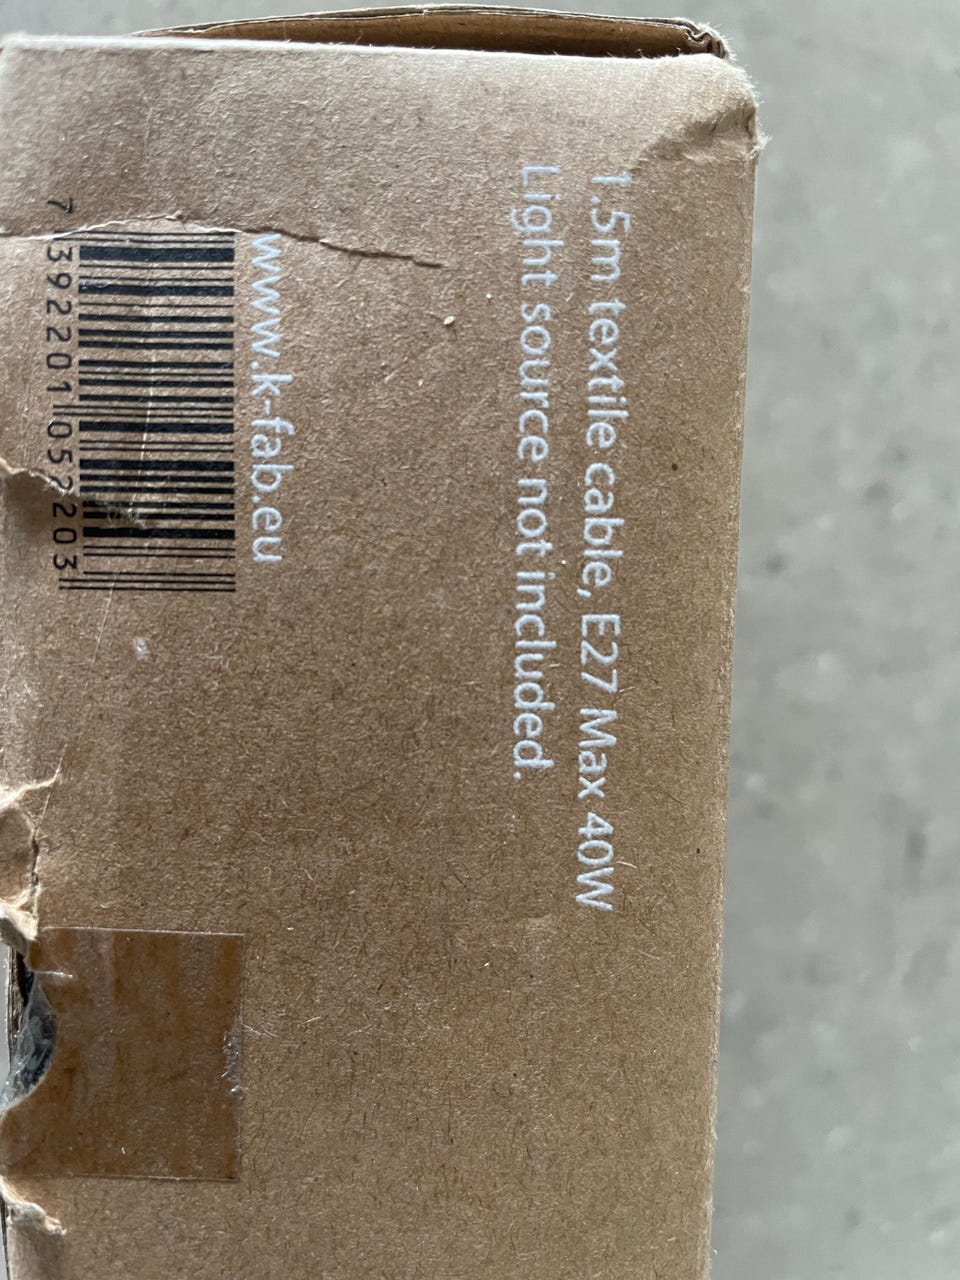 1.5m textile cable, E27 Max 40W
Light source not included.
www.k-fab.eu
7 392201 052203